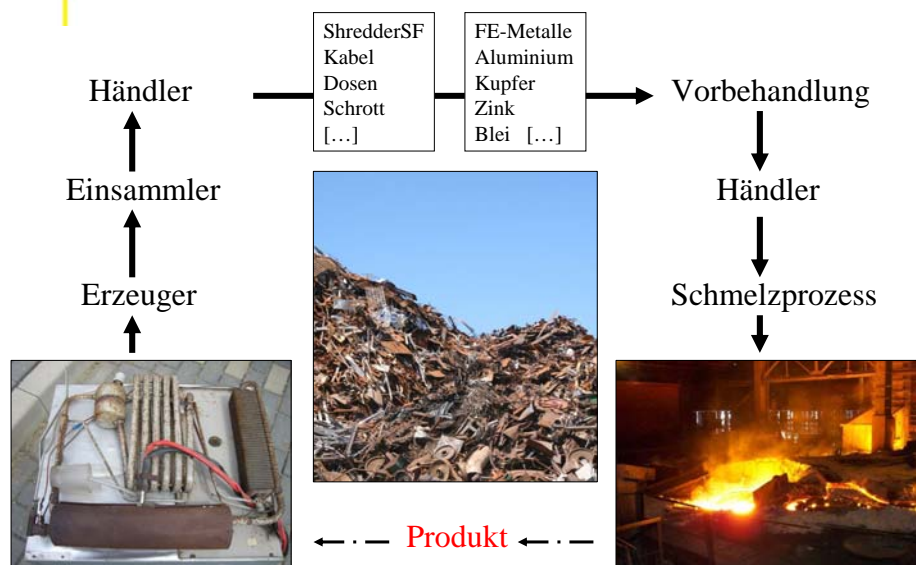 ShredderSF
Kabel
Dosen
Schrott
[...]
FE-Metalle
Aluminium
Kupfer
Zink
Blei [...]
Händler
Vorbehandlung
Einsammler
Händler
Erzeuger
Schmelzprozess
Produkt